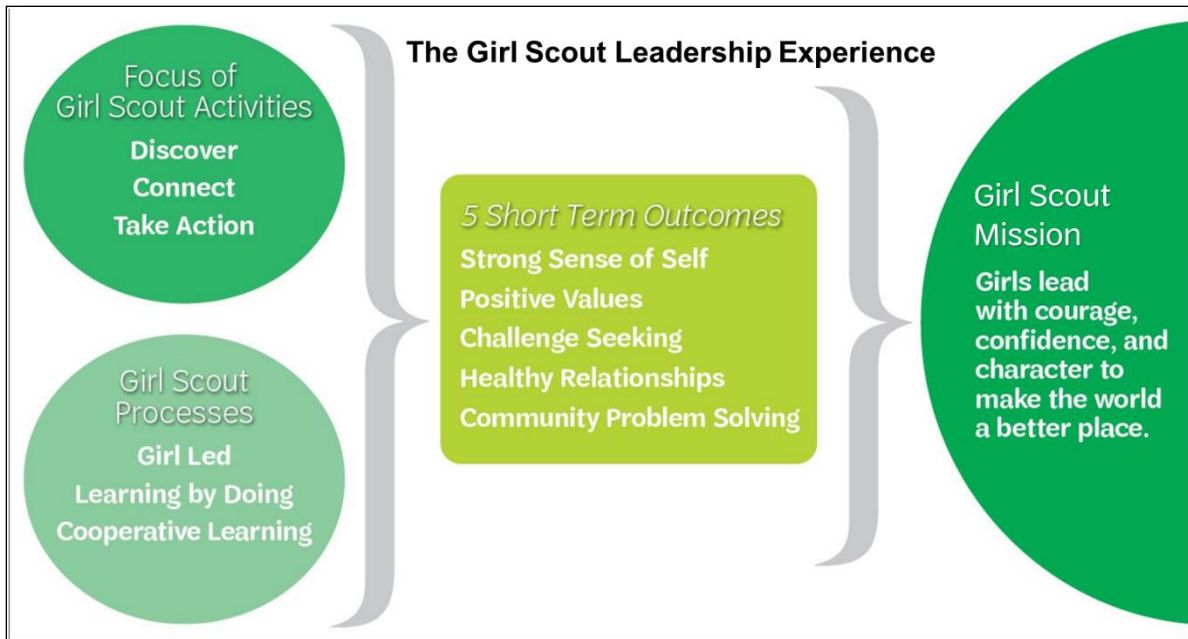 The Girl Scout Leadership Experience
Focus of
Girl Scout Activities
Discover
Connect
Take Action
Girl Scout
Processes
Girl Led
Learning by Doing
Cooperative Learning
5 Short Term Outcomes
Strong Sense of Self
Positive Values
Challenge Seeking
Healthy Relationships
Community Problem Solving
Girl Scout
Mission
Girls lead
with courage,
confidence, and
character to
make the world
a better place.